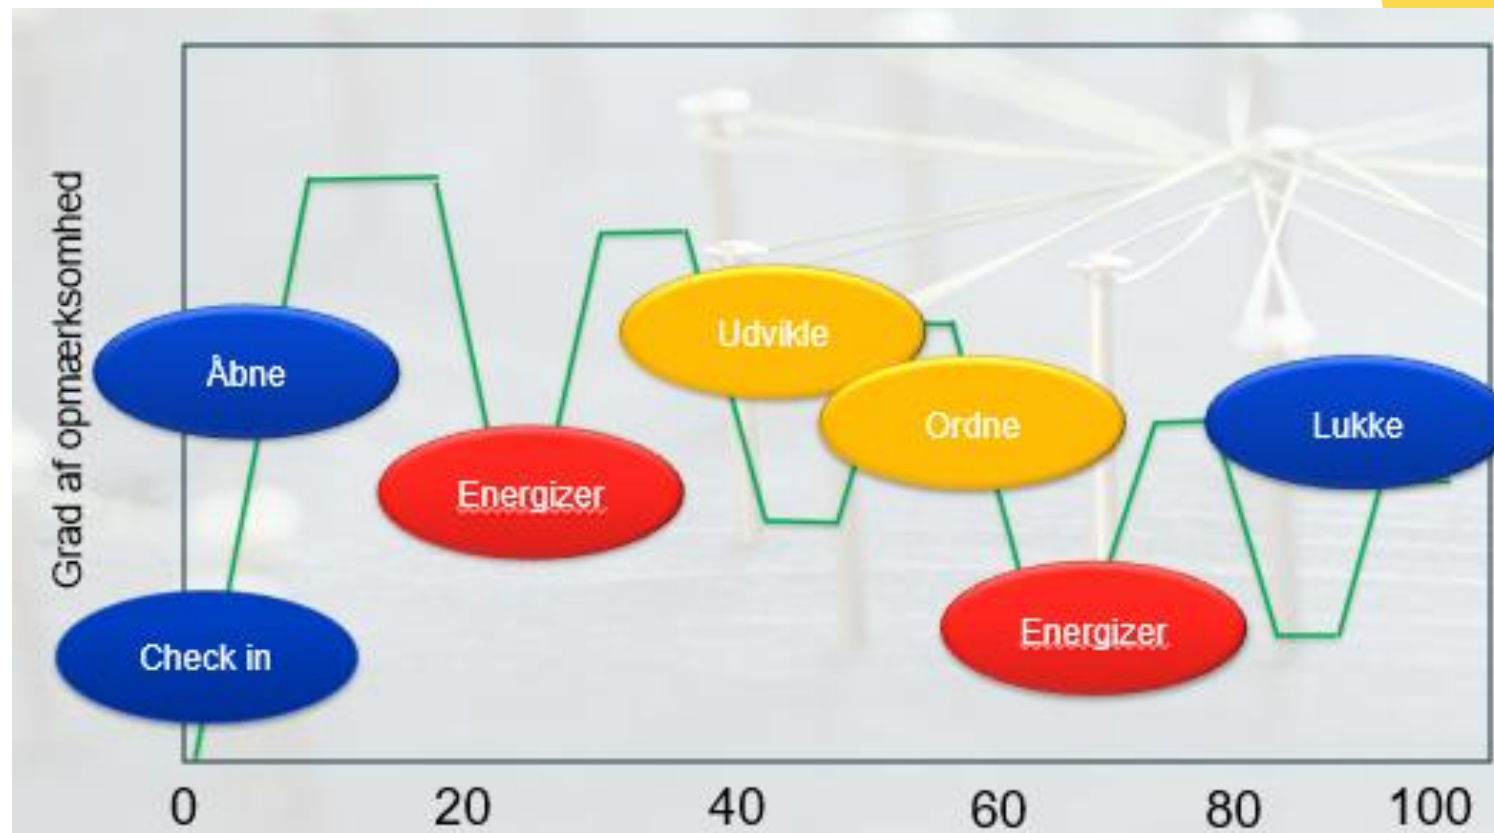 Grad af opmærksomhed
Åbne
Udvikle
Ordne
Lukke
Energizer
Energizer
Check in
0 20 40 60 80 100